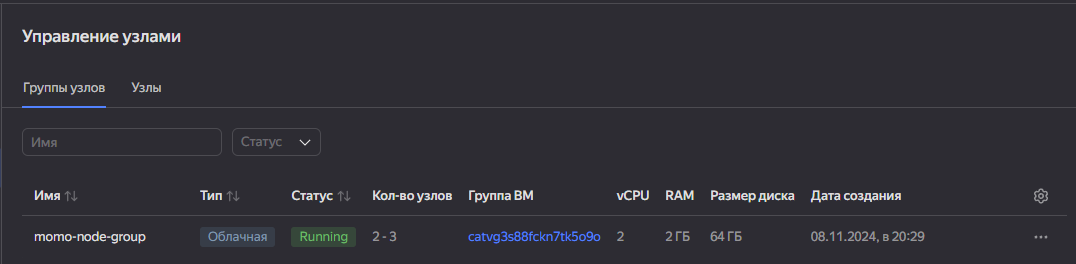 Управление узлами
Группы узлов Узлы
Имя Статус
Имя Тип Статус Кол-во узлов Группа ВМ vCPU RAM Размер диска Дата создания
momo-node-group Облачная Running 2 - 3 catvg3s88fckn7tk5o9o 2 2 ГБ 64 ГБ 08.11.2024, в 20:29